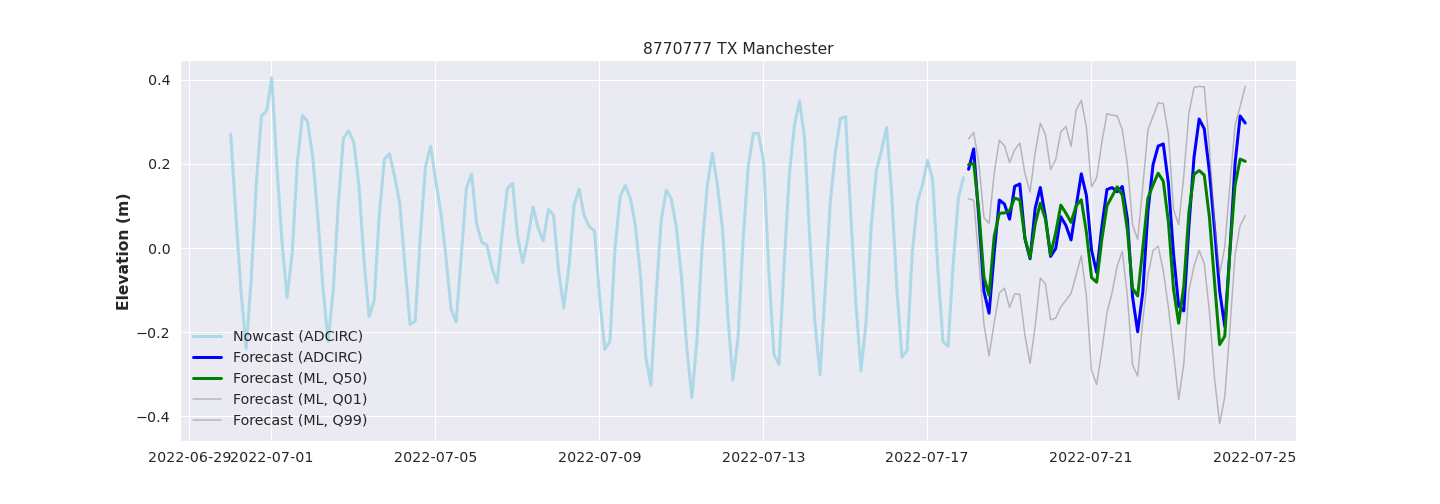 8770777 TX Manchester
Elevation (m)
0.4
0.2
0.0
−0.2
−0.4
Nowcast (ADCIRC)
Forecast (ADCIRC)
Forecast (ML, Q50)
Forecast (ML, Q01)
Forecast (ML, Q99)
2022-06-29 2022-07-01 2022-07-05 2022-07-09 2022-07-13 2022-07-17 2022-07-21 2022-07-25